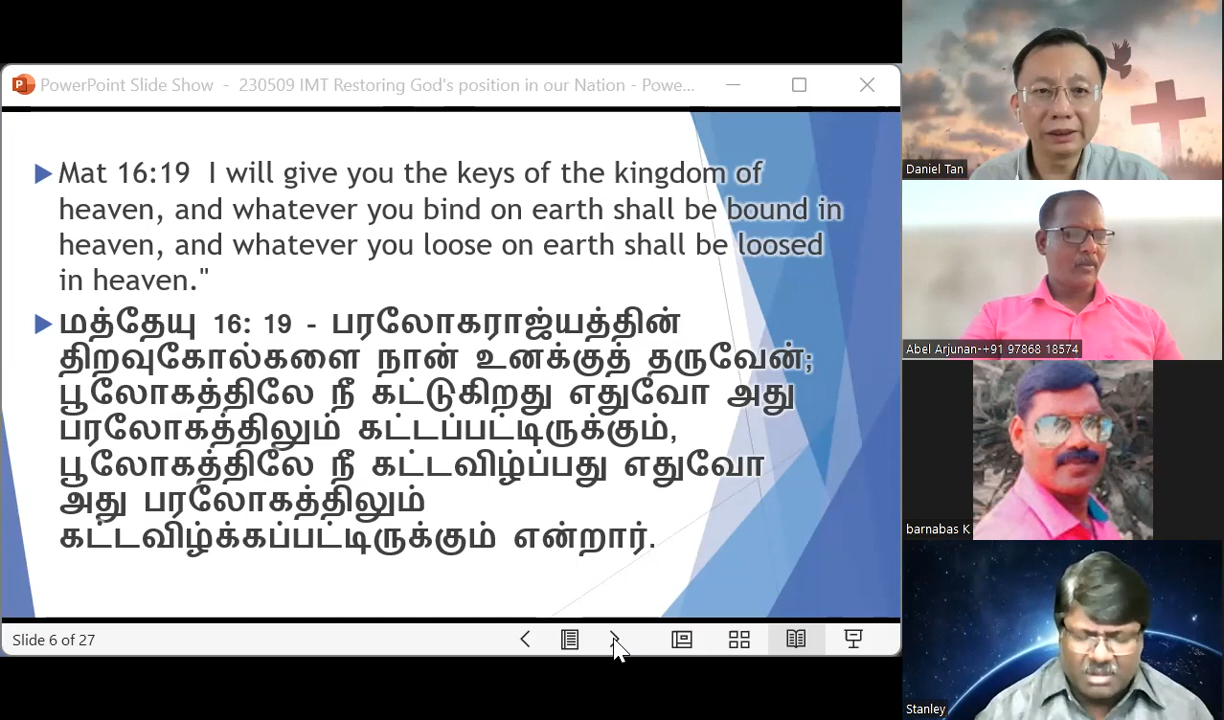 PowerPoint Slide Show - 230509 IMT Restoring God's position in our Nation - Powe...
Mat 16:19 I will give you the keys of the kingdom of
heaven, and whatever you bind on earth shall be bound in
heaven, and whatever you loose on earth shall be loosed
in heaven."
மத்தேயு 16: 19 - பரலோகராஜ்யத்தின்
திறவுகோல்களை நான் உனக்குத் தருவேன்;
பூலோகத்திலே நீ கட்டுகிறது எதுவோ அது
பரலோகத்திலும் கட்டப்பட்டிருக்கும்,
பூலோகத்திலே நீ கட்டவிழ்ப்பது எதுவோ
அது பரலோகத்திலும்
கட்டவிழ்க்கப்பட்டிருக்கும் என்றார்.
Slide 6 of 27
Daniel Tan
Abel Arjunan-+91 97868 18574
barnabas K
Stanley